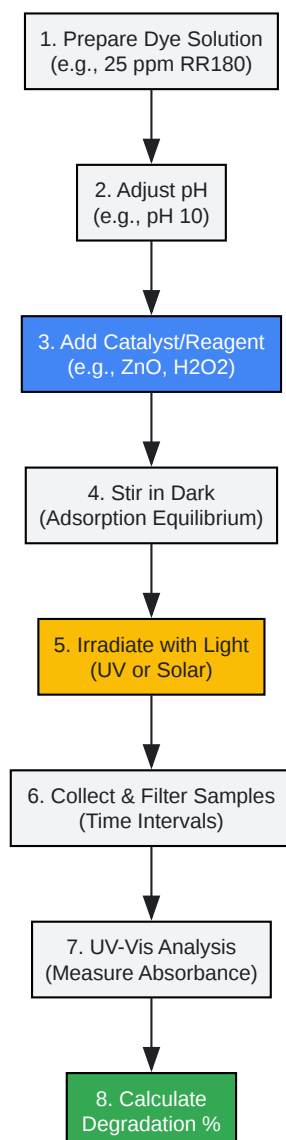 1. Prepare Dye Solution
(e.g., 25 ppm RR180)
2. Adjust pH
(e.g., pH 10)
3. Add Catalyst/Reagent
(e.g., ZnO, H2O2)
4. Stir in Dark
(Adsorption Equilibrium)
5. Irradiate with Light
(UV or Solar)
6. Collect & Filter Samples
(Time Intervals)
7. UV-Vis Analysis
(Measure Absorbance)
8. Calculate
Degradation %